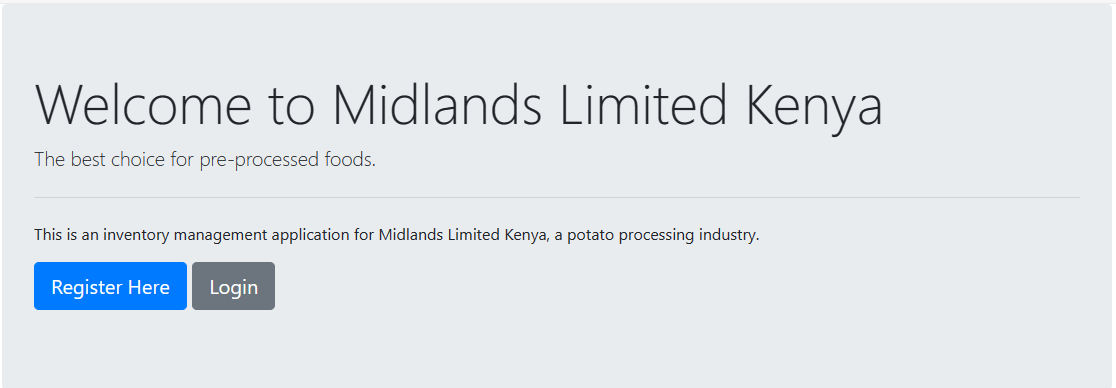 Welcome to Midlands Limited Kenya
The best choice for pre-processed foods.
This is an inventory management application for Midlands Limited Kenya, a potato processing industry.
Register Here
Login